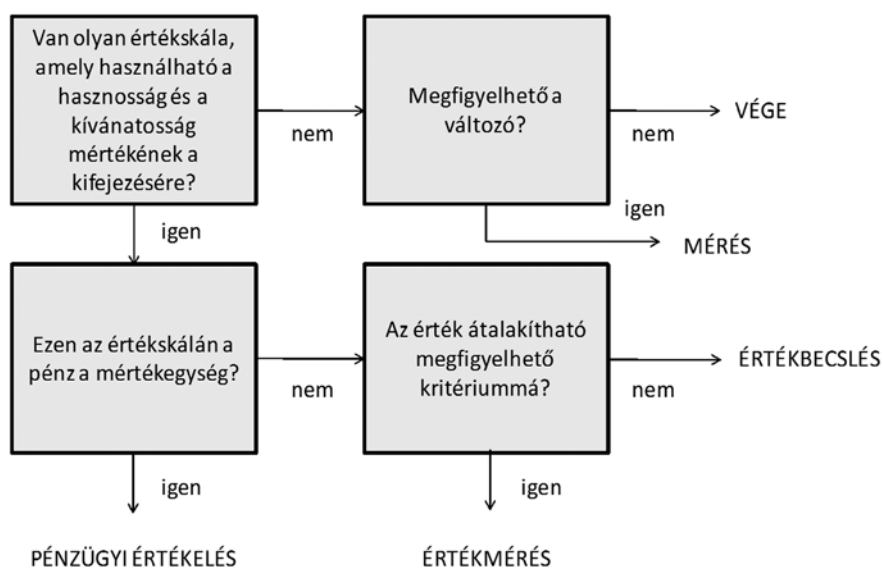 Van olyan értékskála,
amely használható a
hasznosság és a
kívánatosság
mértékének a
kifejezésére?
nem
Megfigyelhető a
változó?
nem
VÉGE
igen
igen
MÉRÉS
Ezen az értékskálán a
pénz a mértékegység?
nem
Az érték átalakítható
megfigyelhető
kritériummá?
nem
ÉRTÉKBECSLÉS
igen
igen
PÉNZÜGYI ÉRTÉKELÉS
ÉRTÉKMÉRÉS